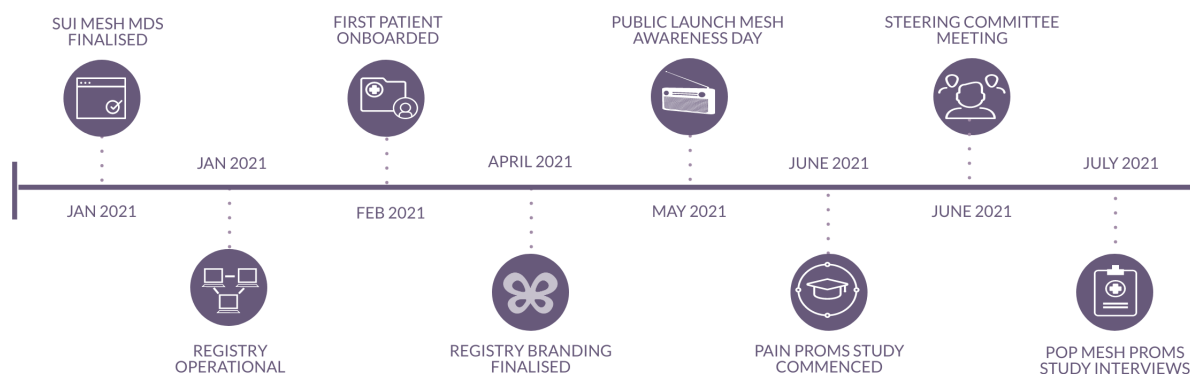 SUI MESH MDS
FINALISED
JAN 2021
JAN 2021
REGISTRY
OPERATIONAL
FIRST PATIENT
ONBOARDED
FEB 2021
APRIL 2021
REGISTRY BRANDING
FINALISED
PUBLIC LAUNCH MESH
AWARENESS DAY
MAY 2021
JUNE 2021
PAIN PROMS STUDY
COMMENCED
STEERING COMMITTEE
MEETING
JUNE 2021
JULY 2021
POP MESH PROMS
STUDY INTERVIEWS